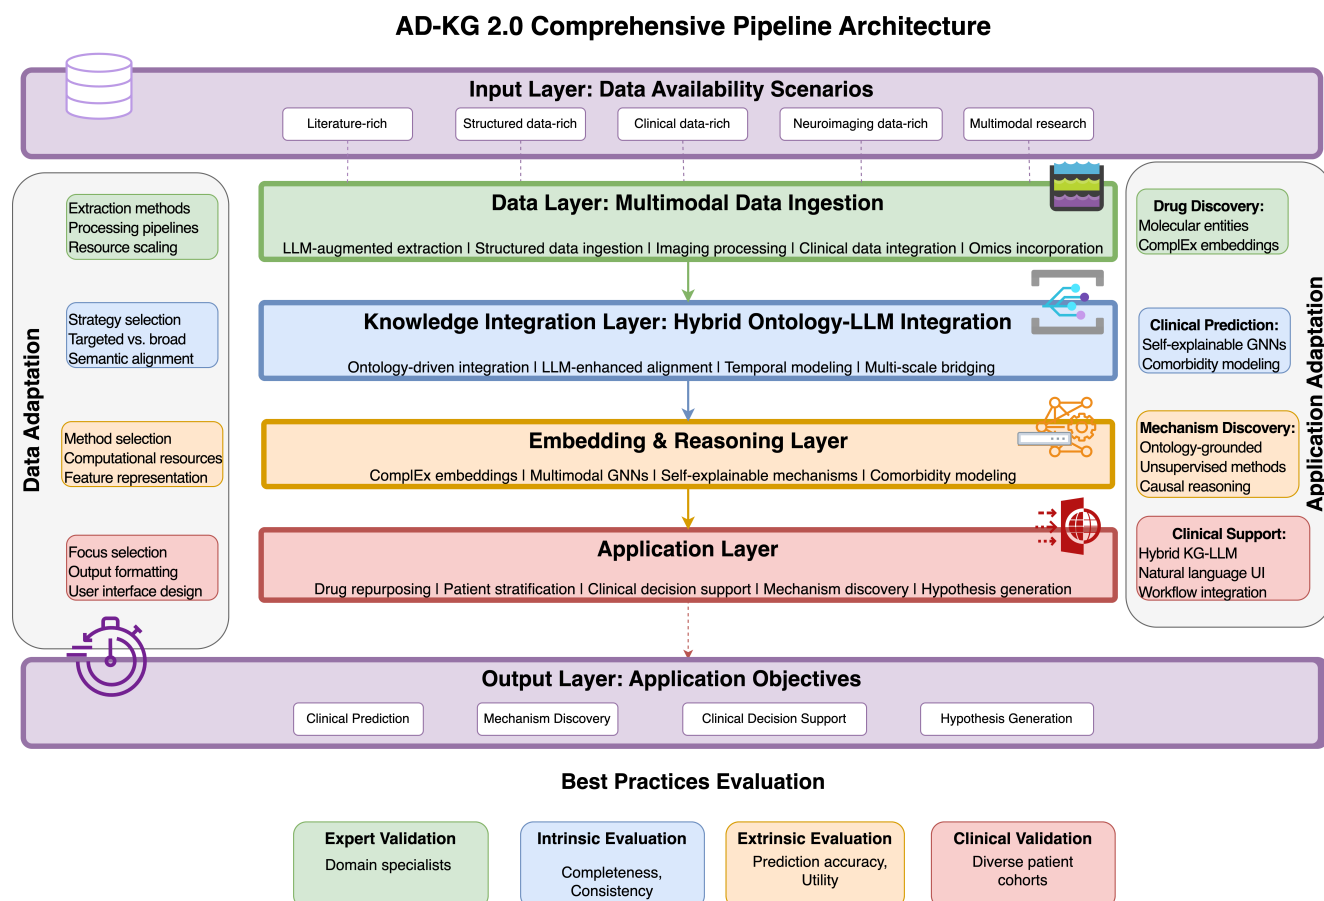 AD-KG 2.0 Comprehensive Pipeline Architecture
Input Layer: Data Availability Scenarios
Literature-rich
Structured data-rich
Clinical data-rich
Neuroimaging data-rich
Multimodal research
Data Adaptation
Extraction methods
Processing pipelines
Resource scaling
Strategy selection
Targeted vs. broad
Semantic alignment
Method selection
Computational resources
Feature representation
Focus selection
Output formatting
User interface design
Data Layer: Multimodal Data Ingestion
LLM-augmented extraction | Structured data ingestion | Imaging processing | Clinical data integration | Omics incorporation
Knowledge Integration Layer: Hybrid Ontology-LLM Integration
Ontology-driven integration | LLM-enhanced alignment | Temporal modeling | Multi-scale bridging
Embedding & Reasoning Layer
ComplEx embeddings | Multimodal GNNs | Self-explainable mechanisms | Comorbidity modeling
Application Layer
Drug repurposing | Patient stratification | Clinical decision support | Mechanism discovery | Hypothesis generation
Application Adaptation
Drug Discovery:
Molecular entities
ComplEx embeddings
Clinical Prediction:
Self-explainable GNNs
Comorbidity modeling
Mechanism Discovery:
Ontology-grounded
Unsupervised methods
Causal reasoning
Clinical Support:
Hybrid KG-LLM
Natural language UI
Workflow integration
Output Layer: Application Objectives
Clinical Prediction
Mechanism Discovery
Clinical Decision Support
Hypothesis Generation
Best Practices Evaluation
Expert Validation
Domain specialists
Intrinsic Evaluation
Completeness,
Consistency
Extrinsic Evaluation
Prediction accuracy,
Utility
Clinical Validation
Diverse patient
cohorts